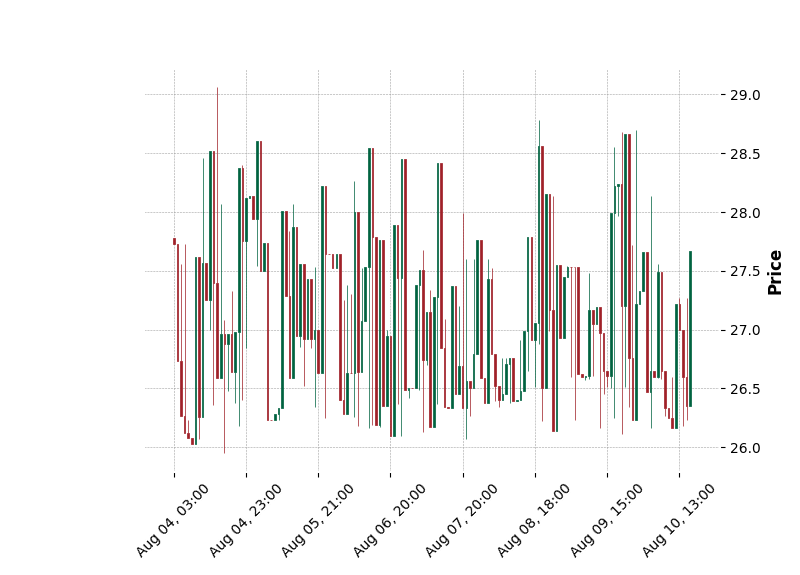 29.0
28.5
28.0
27.5
27.0
26.5
26.0
Price
Aug 04, 03:00
Aug 04, 23:00
Aug 05, 21:00
Aug 06, 20:00
Aug 07, 20:00
Aug 08, 18:00
Aug 09, 15:00
Aug 10, 13:00